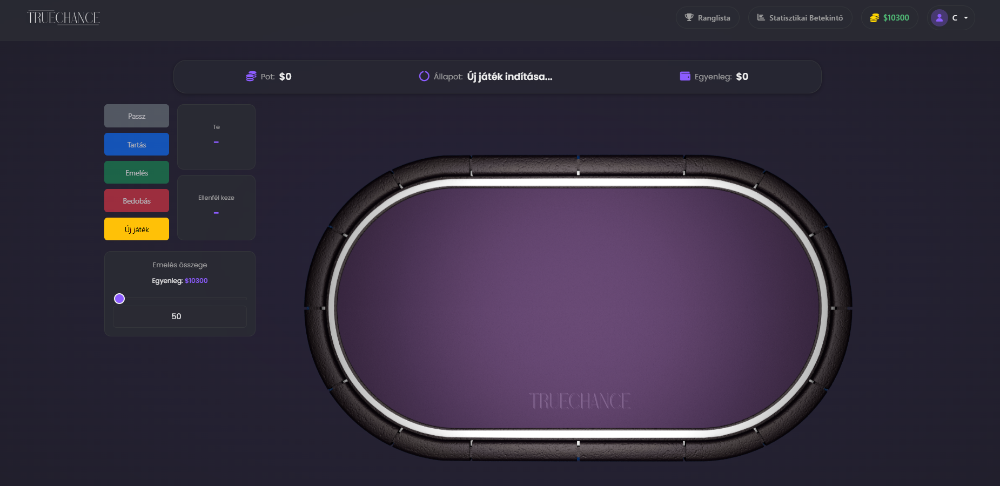 TRUECHANCE
Ranglista
Statisztikai Betekintő
$10300
C
Pot: $0
Állapot: Új játék indítása...
Egyenleg: $0
Passz
Tartás
Emelés
Bedobás
Új játék
Te
-
Ellenfél keze
-
Emelés összege
Egyenleg: $10300
50
TRUECHANCE